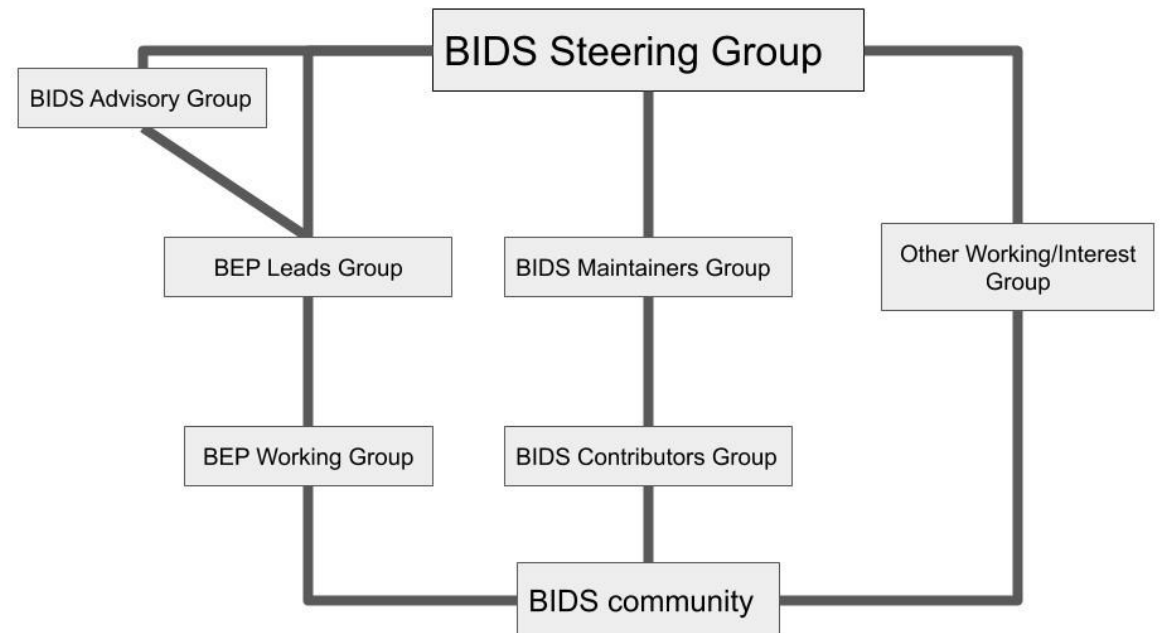 BIDS Steering Group
BIDS Advisory Group
BEP Leads Group
BIDS Maintainers Group
Other Working/Interest
Group
BEP Working Group
BIDS Contributors Group
BIDS community